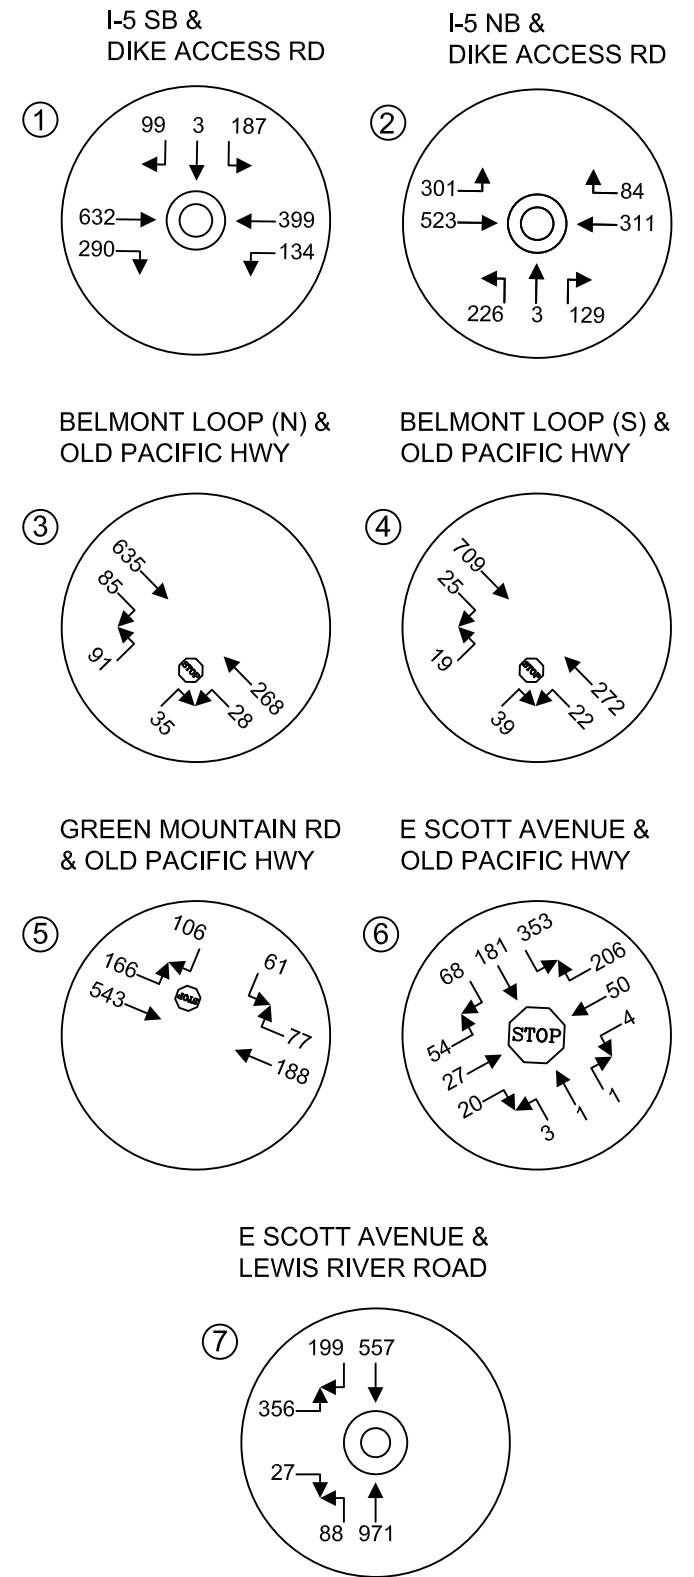 I-5 SB &
DIKE ACCESS RD
I-5 NB &
DIKE ACCESS RD
1
99 3 187
632
399
290
134
2
301
84
523
311
226 3 129
BELMONT LOOP (N) &
OLD PACIFIC HWY
BELMONT LOOP (S) &
OLD PACIFIC HWY
3
635
85
91
STOP
268
35
28
4
709
25
19
STOP
272
39
22
GREEN MOUNTAIN RD
& OLD PACIFIC HWY
E SCOTT AVENUE &
OLD PACIFIC HWY
5
106
166
61
543
STOP
77
188
6
353
181
206
68
50
4
STOP
54
27
20
3
1
1
E SCOTT AVENUE &
LEWIS RIVER ROAD
7
199 557
356
27
88 971